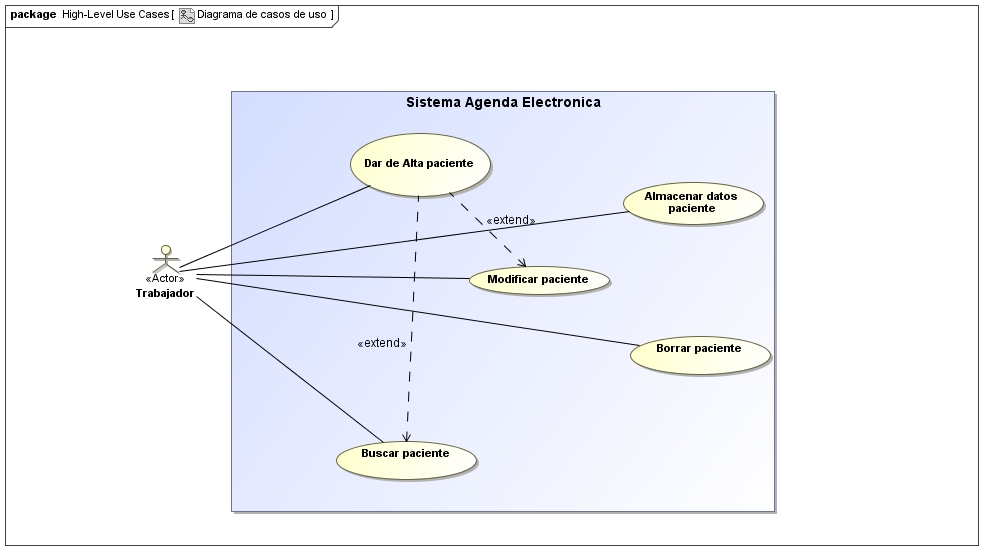 package High-Level Use Cases [ Diagrama de casos de uso ]
Sistema Agenda Electronica
Dar de Alta paciente
Almacenar datos
paciente
«extend»
«Actor»
Trabajador
Modificar paciente
«extend»
Borrar paciente
Buscar paciente